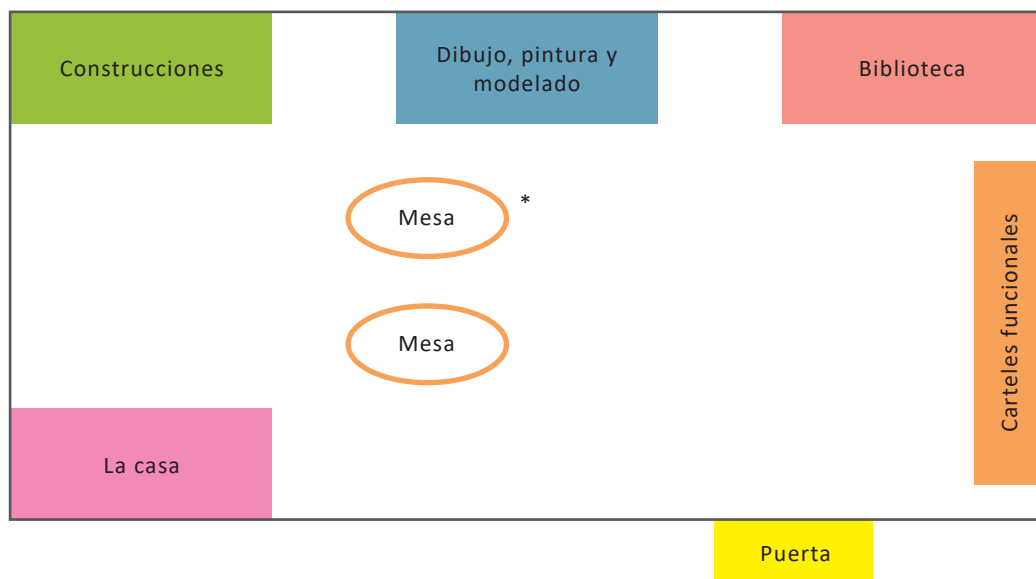 Construcciones
Dibujo, pintura y
modelado
Biblioteca
Mesa *
Mesa
Carteles funcionales
La casa
Puerta